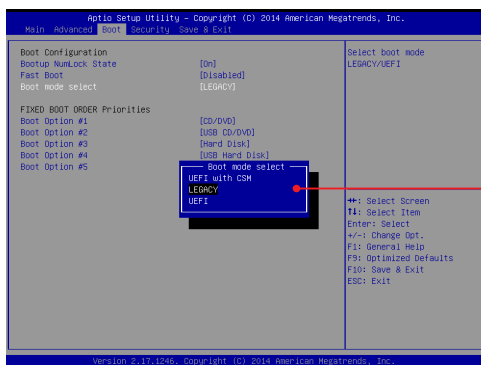 Aptio Setup Utility – Copyright (C) 2014 American Megatrends, Inc.
Main Advanced Boot Security Save & Exit
Boot Configuration
Bootup NumLock State [On]
Fast Boot [Disabled]
Boot mode select [LEGACY]
FIXED BOOT ORDER Priorities
Boot Option #1 [CD/DVD]
Boot Option #2 [USB CD/DVD]
Boot Option #3 [Hard Disk]
Boot Option #4 [USB Hard Disk]
Boot Option #5
Boot mode select
UEFI with CSM
LEGACY
UEFI
Select boot mode
LEGACY/UEFI
→←: Select Screen
↑↓: Select Item
Enter: Select
+/-: Change Opt.
F1: General Help
F9: Optimized Defaults
F10: Save & Exit
ESC: Exit
Version 2.17.1246. Copyright (C) 2014 American Megatrends, Inc.